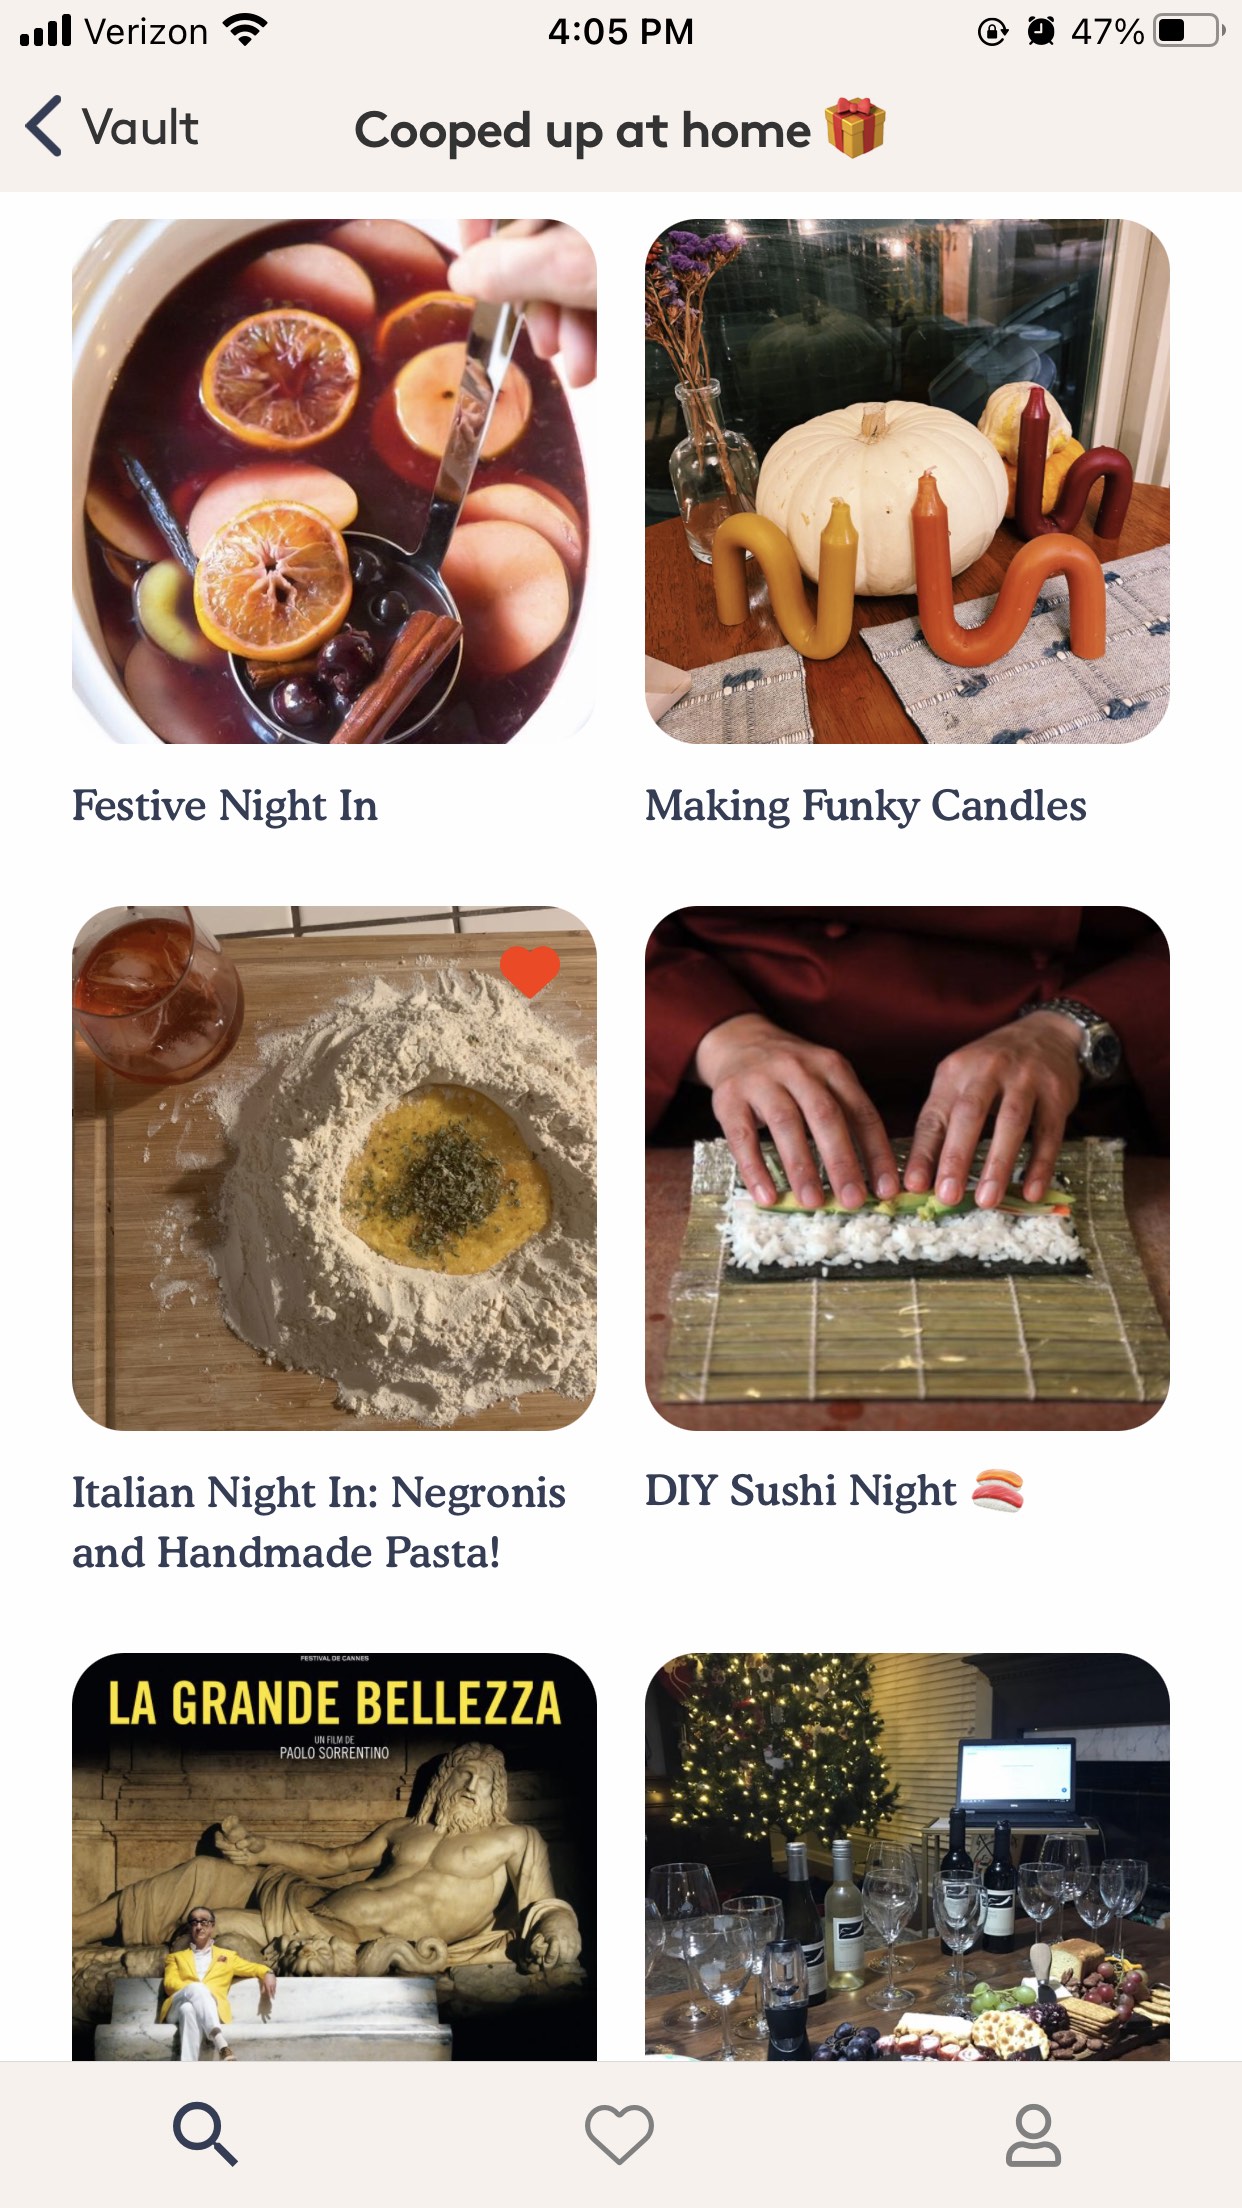 Verizon 4:05 PM 47%
Vault Cooped up at home
Festive Night In
Making Funky Candles
Italian Night In: Negronis
and Handmade Pasta!
DIY Sushi Night
FESTIVAL DE CANNES
LA GRANDE BELLEZZA
UN FILM DE
PAOLO SORRENTINO